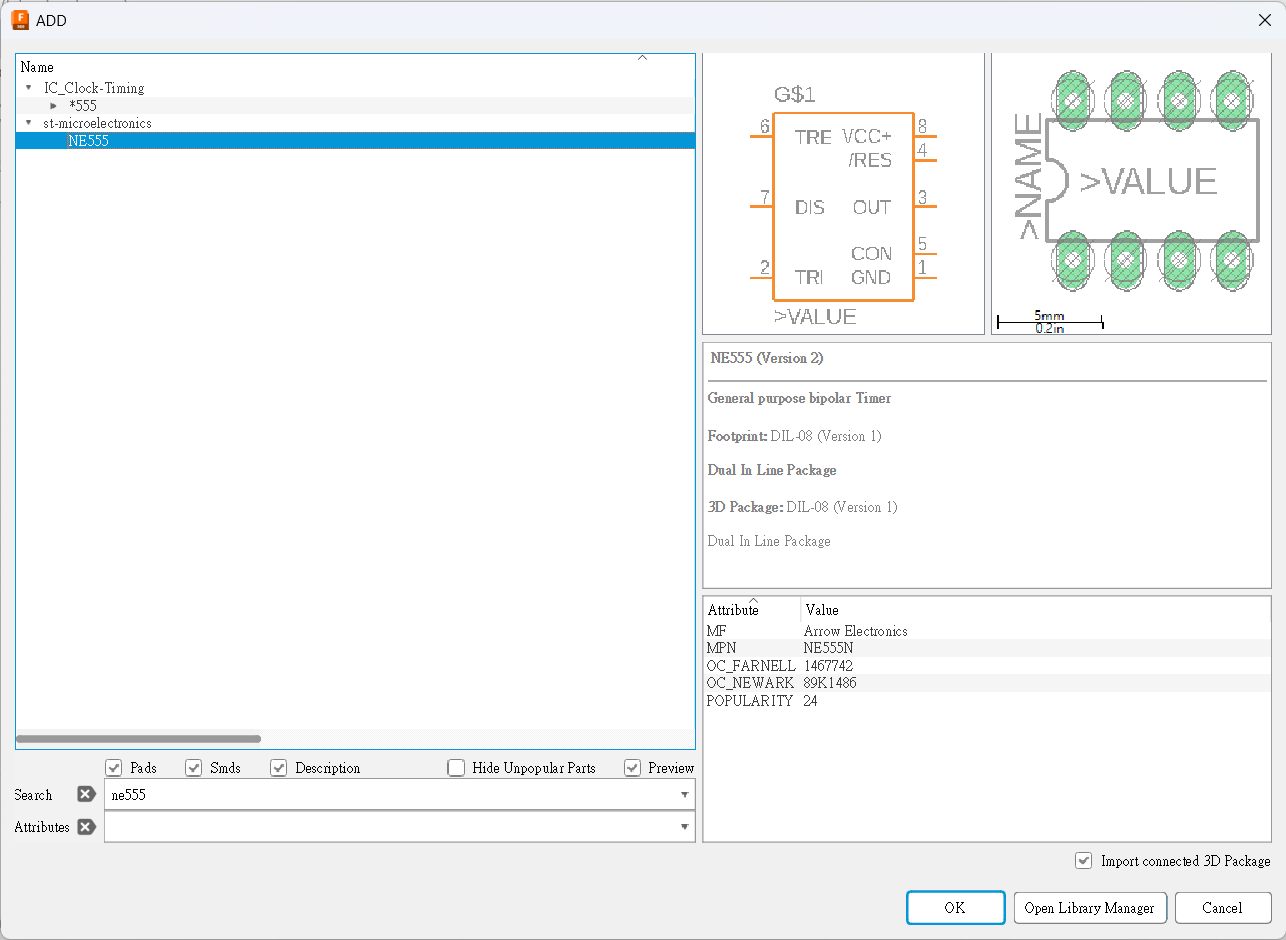 ADD
Name
IC_Clock-Timing
*555
st-microelectronics
NE555
G$1
6 TRE VCC+ 8
/RES 4
7 DIS OUT 3
CON 5
2 TRI GND 1
>VALUE
>NAME
>VALUE
5mm
0.2in
NE555 (Version 2)
General purpose bipolar Timer
Footprint: DIL-08 (Version 1)
Dual In Line Package
3D Package: DIL-08 (Version 1)
Dual In Line Package
Attribute Value
MF Arrow Electronics
MPN NE555N
OC_FARNELL 1467742
OC_NEWARK 89K1486
POPULARITY 24
Pads Smds Description Hide Unpopular Parts Preview
Search ne555
Attributes
Import connected 3D Package
OK Open Library Manager Cancel